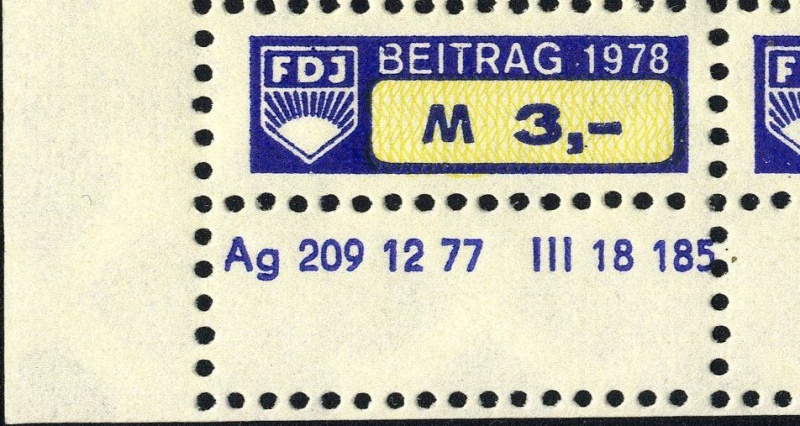 FDJ
BEITRAG 1978
M 3,-
F
Ag 209 12 77 III 18 185